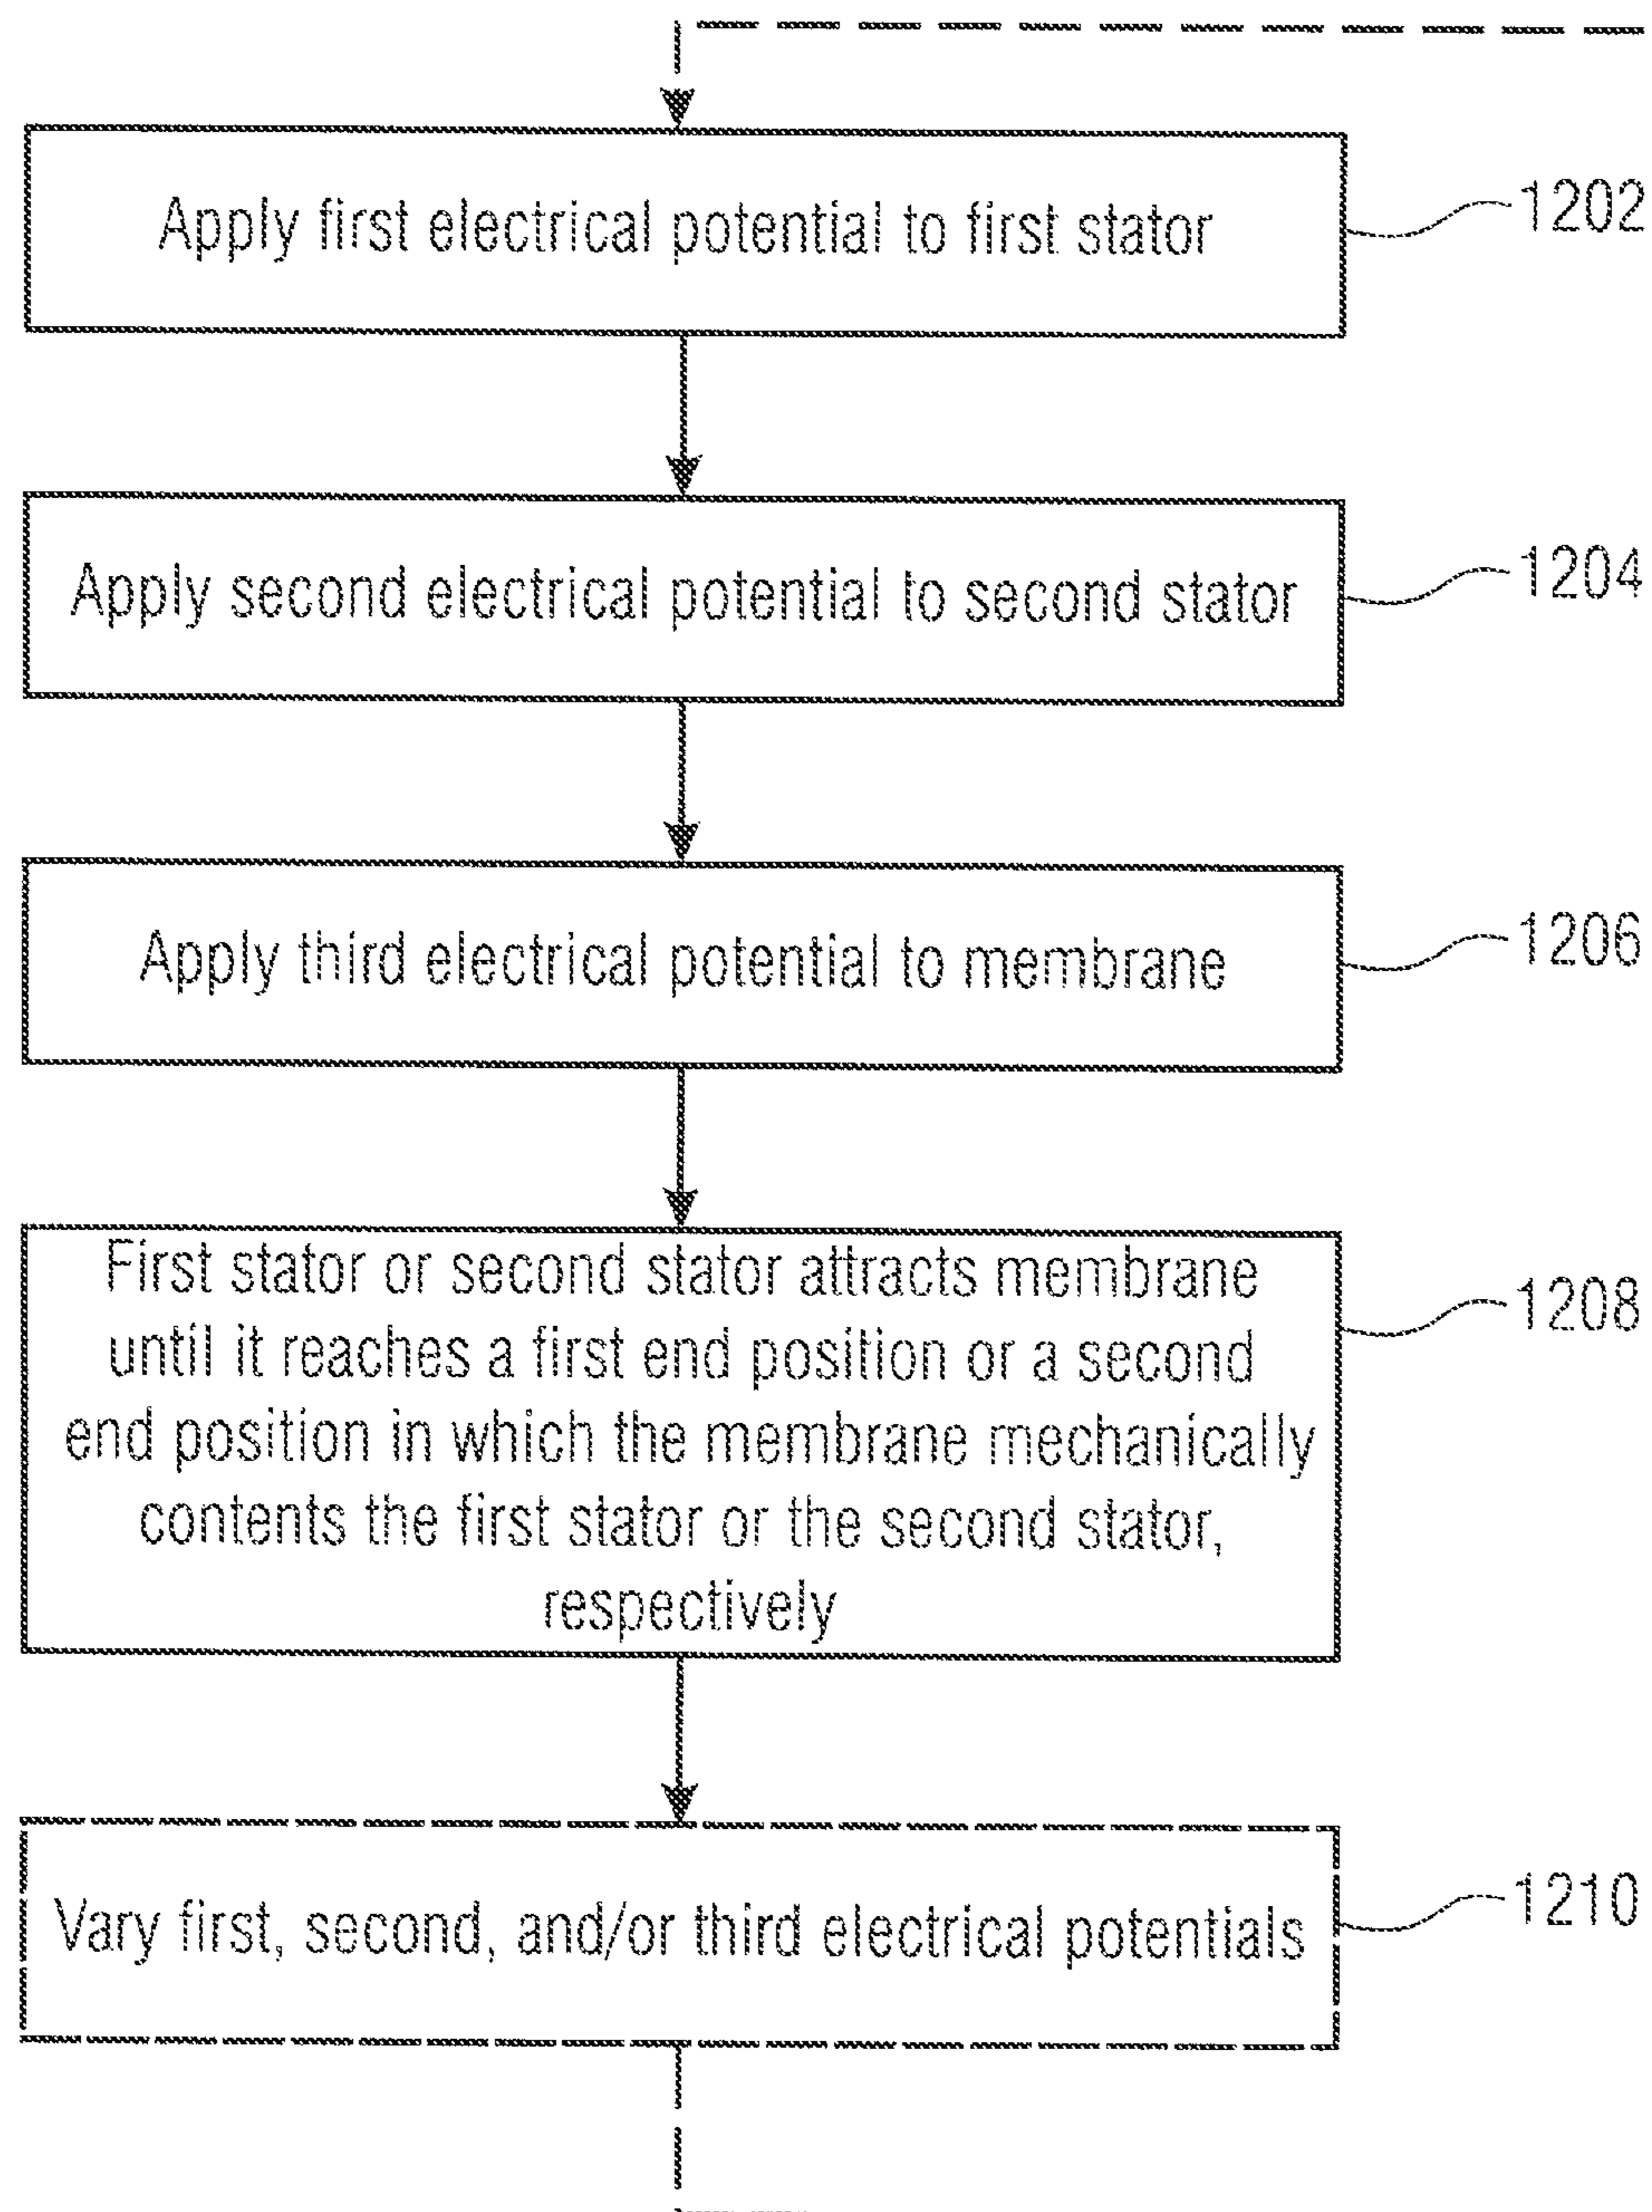 Apply first electrical potential to first stator
1202
Apply second electrical potential to second stator
1204
Apply third electrical potential to membrane
1206
First stator or second stator attracts membrane
until it reaches a first end position or a second
end position in which the membrane mechanically
contents the first stator or the second stator,
respectively
1208
Vary first, second, and/or third electrical potentials
1210